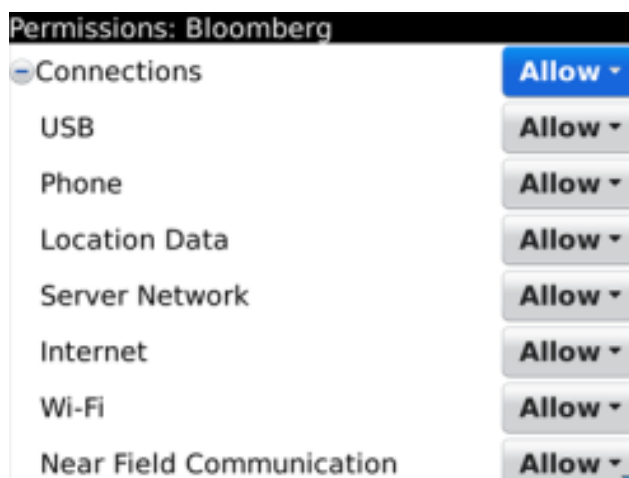 Permissions: Bloomberg
Connections Allow
USB Allow
Phone Allow
Location Data Allow
Server Network Allow
Internet Allow
Wi-Fi Allow
Near Field Communication Allow